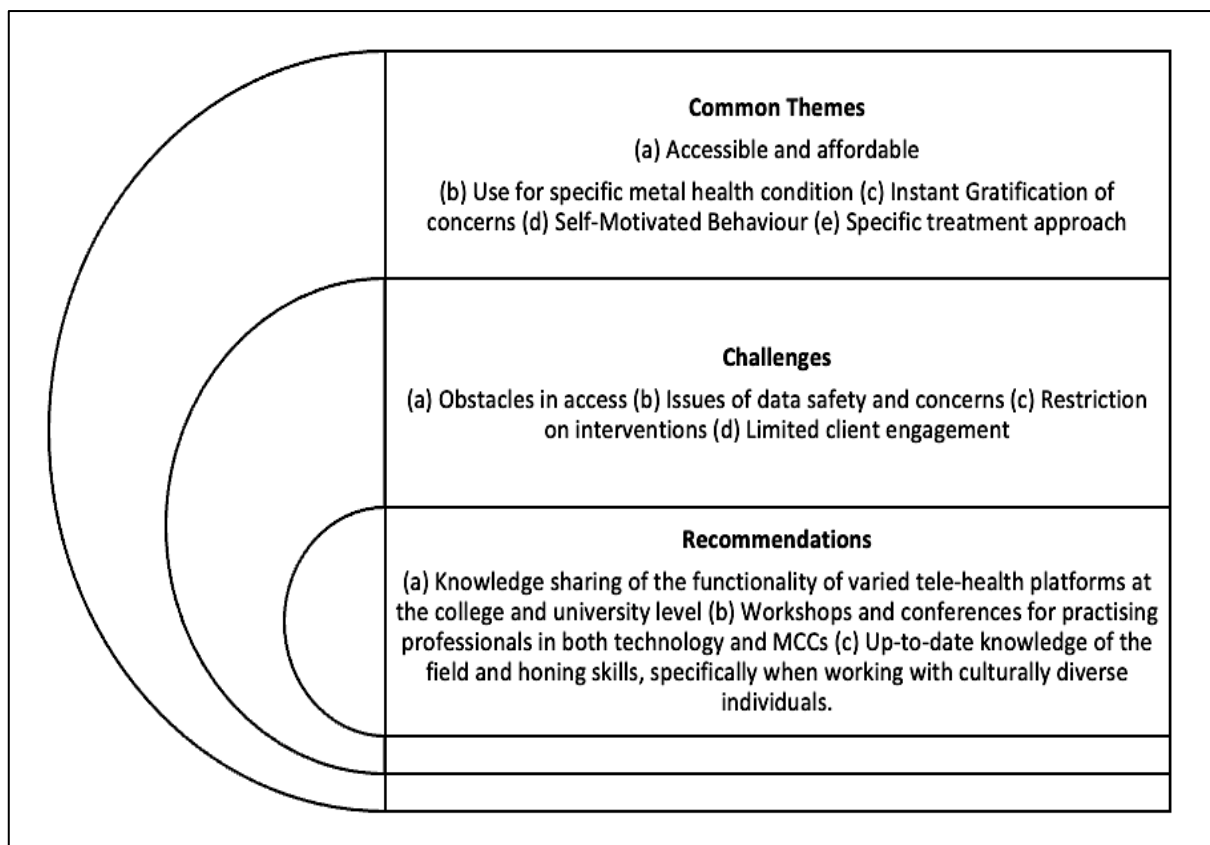 Common Themes
(a) Accessible and affordable
(b) Use for specific metal health condition (c) Instant Gratification of
concerns (d) Self-Motivated Behaviour (e) Specific treatment approach
Challenges
(a) Obstacles in access (b) Issues of data safety and concerns (c) Restriction
on interventions (d) Limited client engagement
Recommendations
(a) Knowledge sharing of the functionality of varied tele-health platforms at
the college and university level (b) Workshops and conferences for practising
professionals in both technology and MCCs (c) Up-to-date knowledge of the
field and honing skills, specifically when working with culturally diverse
individuals.